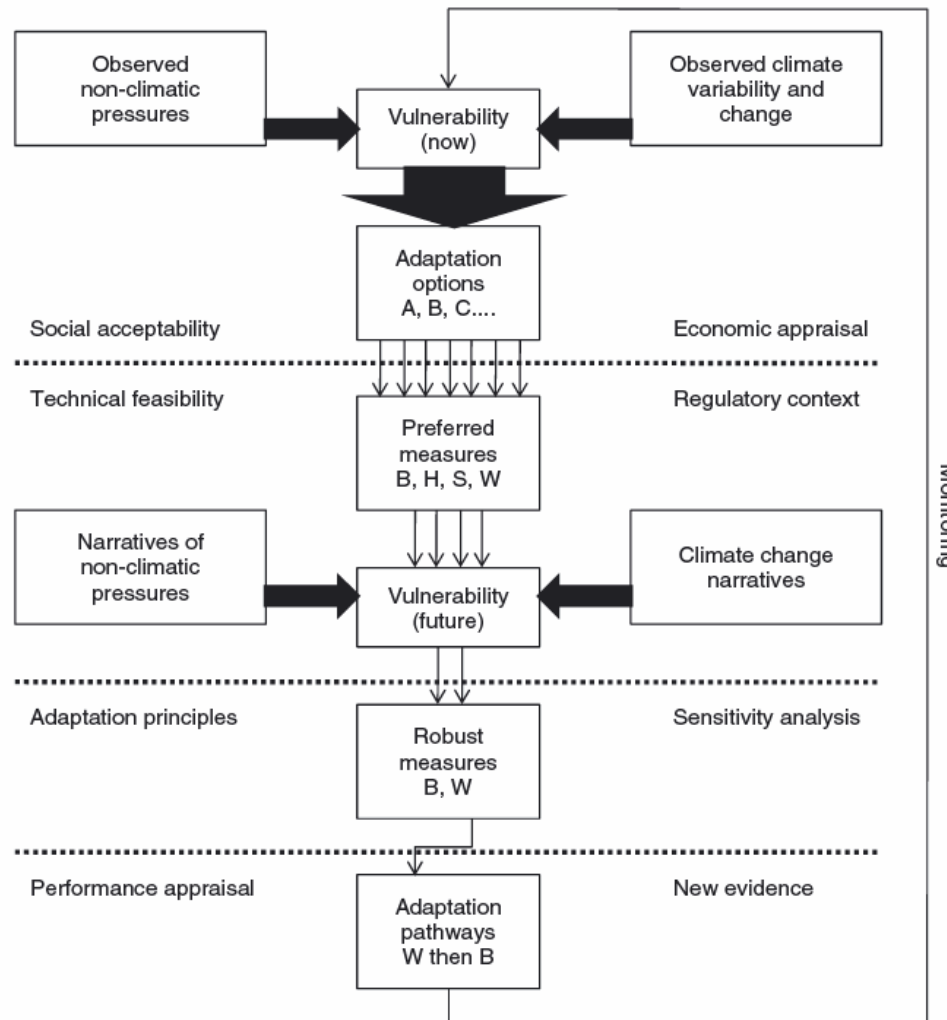 Observed
non-climatic
pressures
Observed climate
variability and
change
Vulnerability
(now)
Adaptation
options
A, B, C....
Social acceptability
Economic appraisal
Technical feasibility
Regulatory context
Preferred
measures
B, H, S, W
Narratives of
non-climatic
pressures
Climate change
narratives
Vulnerability
(future)
Monitoring
Adaptation principles
Sensitivity analysis
Robust
measures
B, W
Performance appraisal
New evidence
Adaptation
pathways
W then B